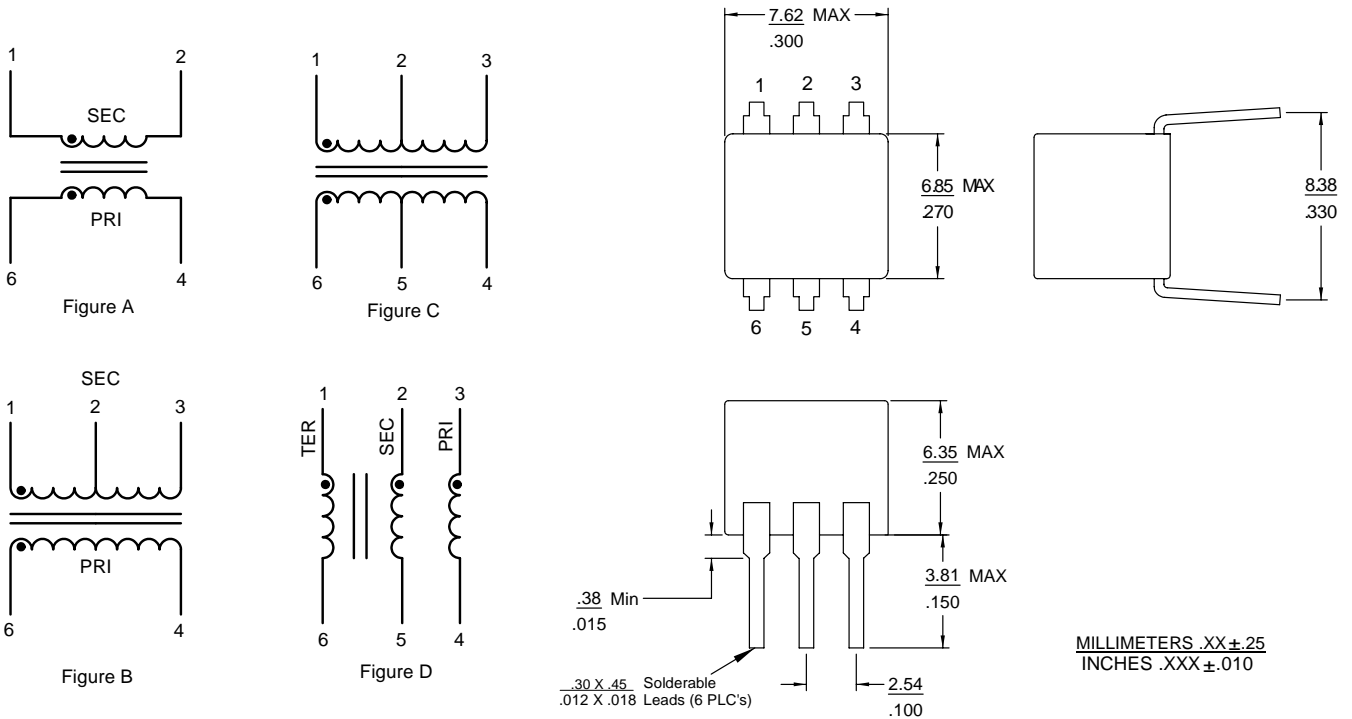 1 2
SEC
PRI
6 4
Figure A
1 2 3
6 5 4
Figure C
SEC
1 2 3
PRI
6 4
Figure B
1 2 3
TER SEC PRI
6 5 4
Figure D
7.62 MAX
.300
1 2 3
6.85 MAX
.270
6 5 4
8.38
.330
6.35 MAX
.250
3.81 MAX
.150
.38 Min
.015
.30 X .45 Solderable
.012 X .018 Leads (6 PLC's)
2.54
.100
MILLIMETERS .XX±.25
INCHES .XXX±.010